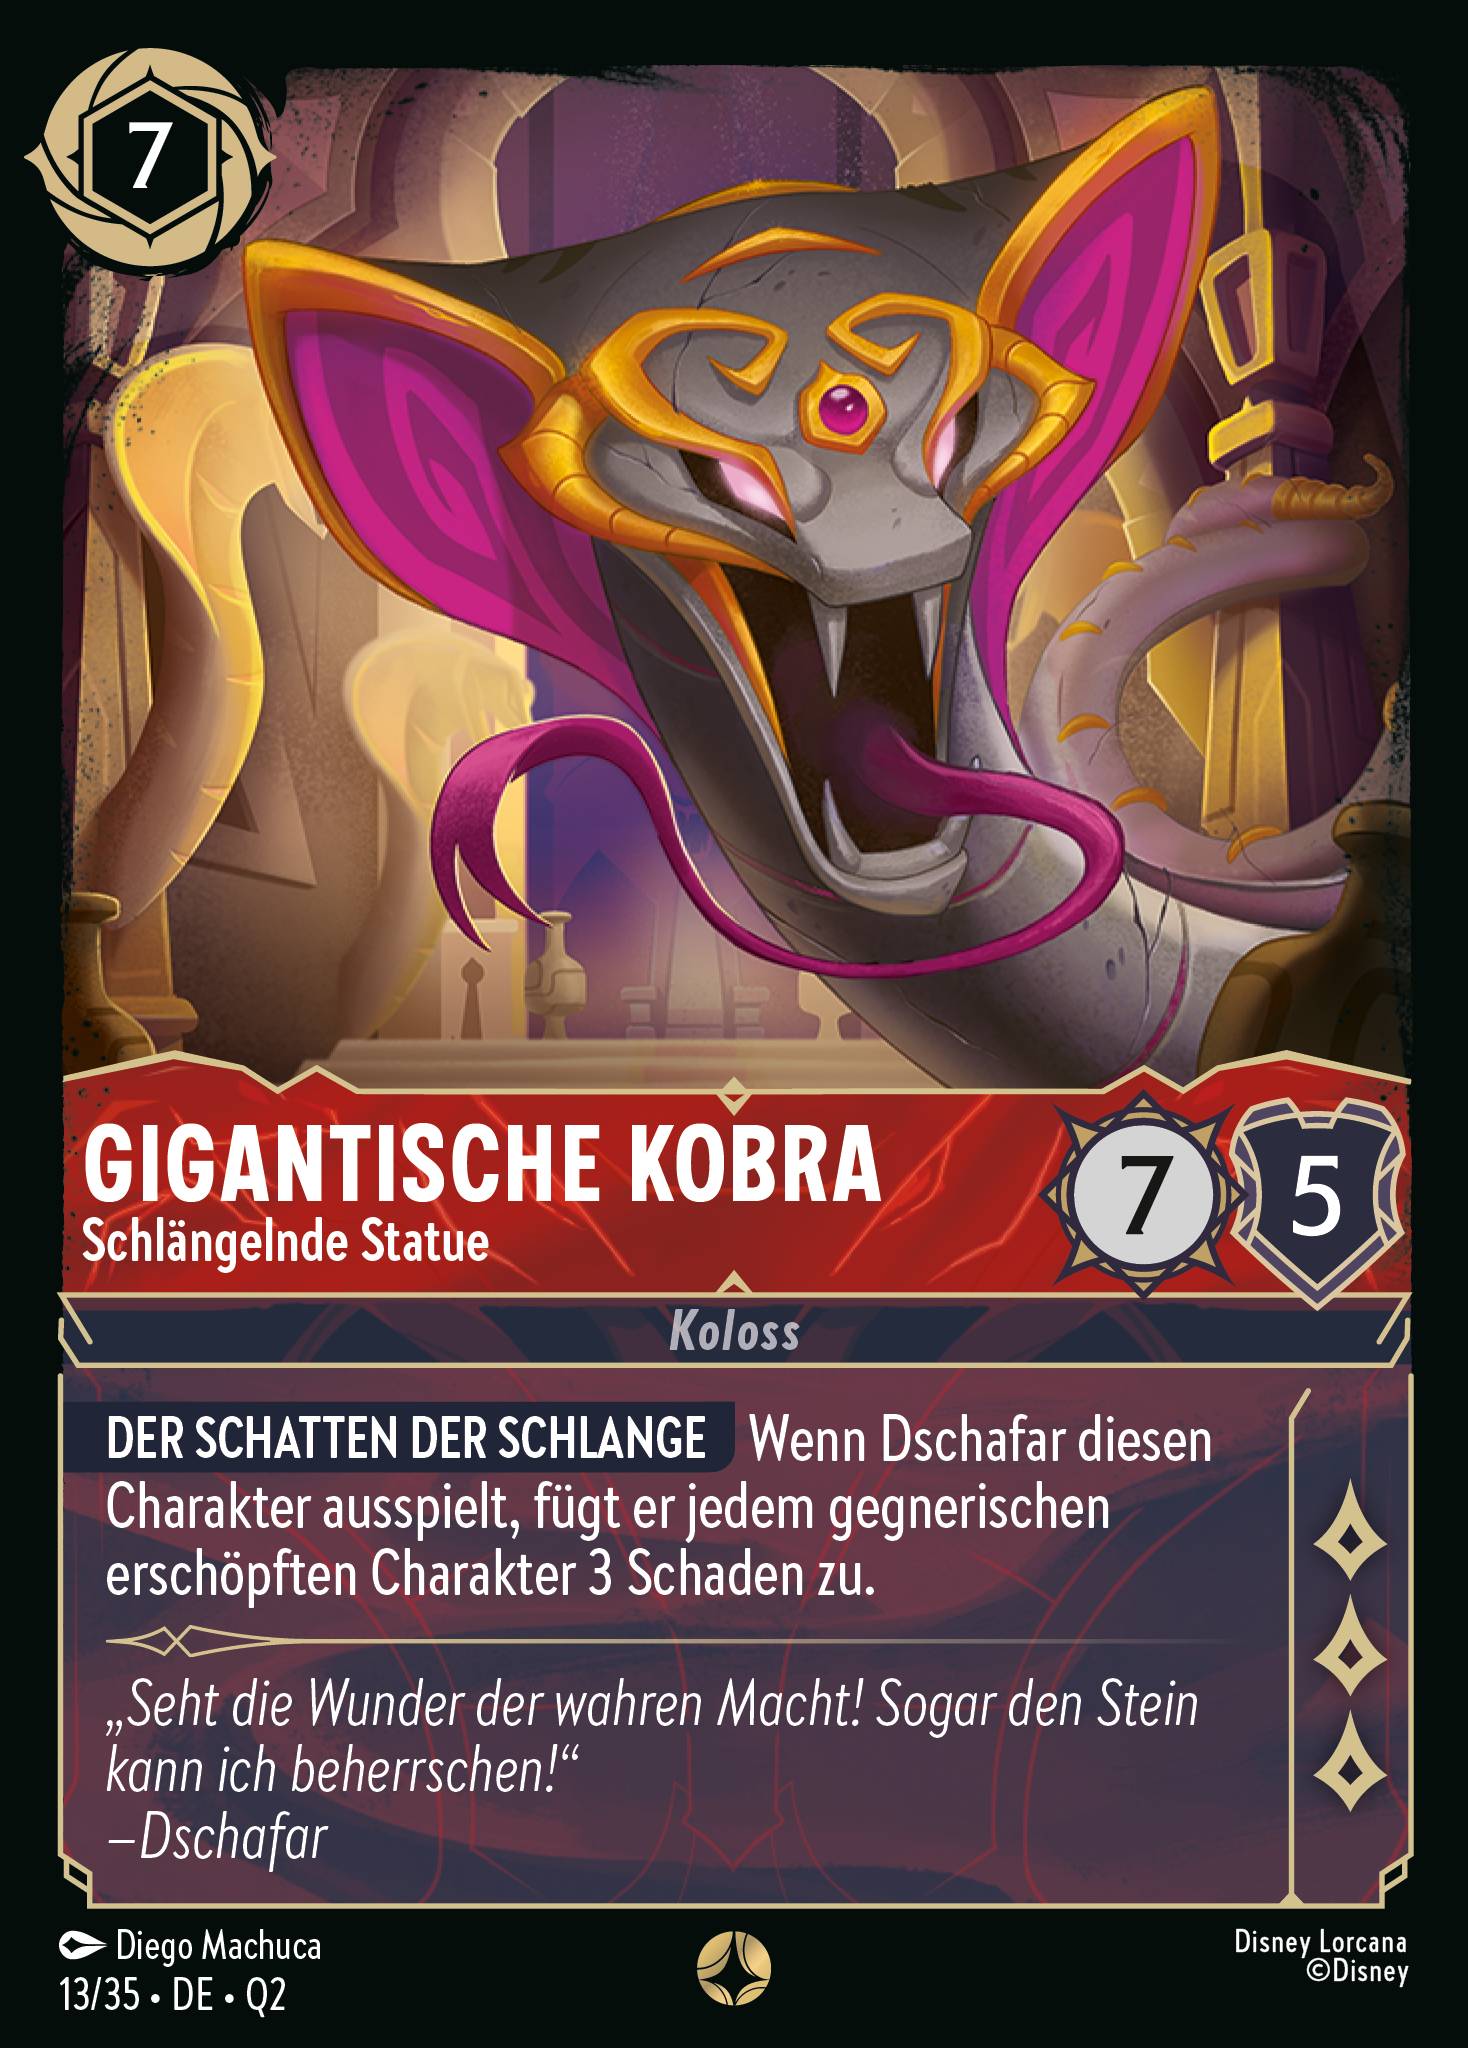 7
GIGANTISCHE KOBRA
Schlängelnde Statue
7
5
Koloss
DER SCHATTEN DER SCHLANGE Wenn Dschafar diesen
Charakter ausspielt, fügt er jedem gegnerischen
erschöpften Charakter 3 Schaden zu.
„Seht die Wunder der wahren Macht! Sogar den Stein
kann ich beherrschen!“
–Dschafar
Diego Machuca
13/35 • DE • Q2
Disney Lorcana
©Disney